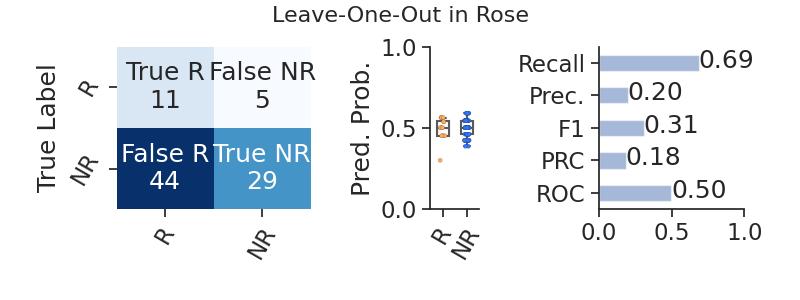 Leave-One-Out in Rose
True Label
R
NR
True R
11
False NR
5
False R
44
True NR
29
R
NR
Pred. Prob.
1.0
0.5
0.0
R
NR
Recall
0.69
Prec.
0.20
F1
0.31
PRC
0.18
ROC
0.50
0.0 0.5 1.0